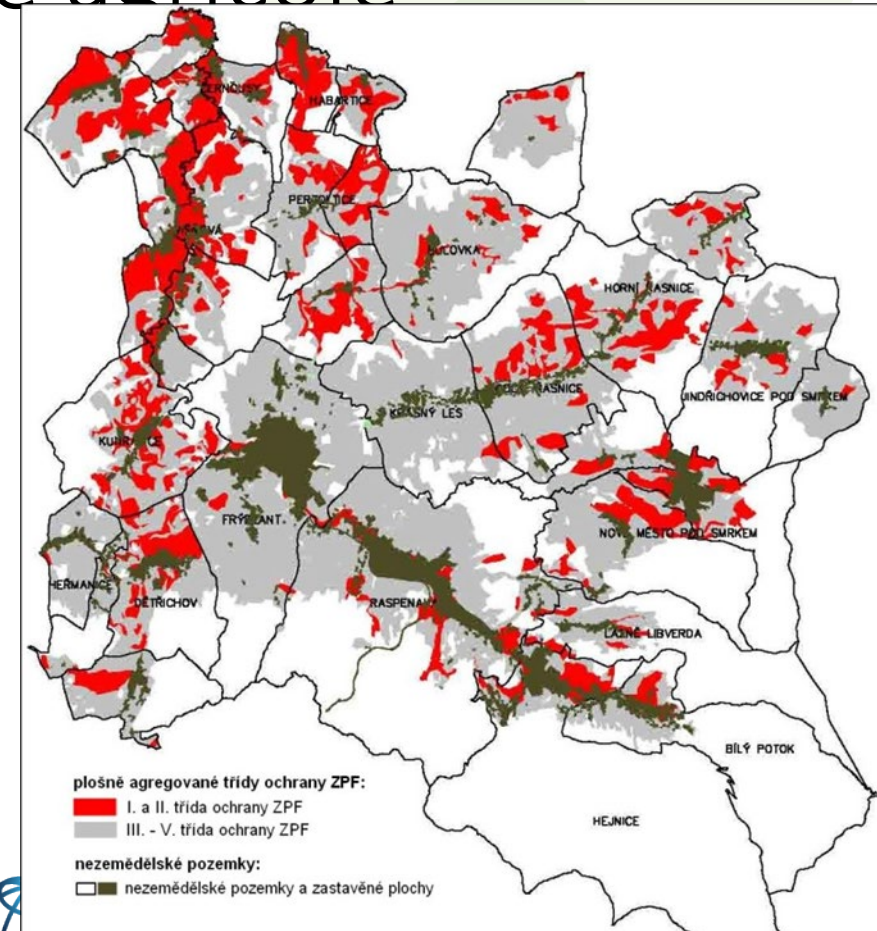 ČERNOUSY
HABARTICE
PERTOLTICE
VIŠŇOVÁ
BULOVKA
HORNÍ ŘASNICE
DOLNÍ ŘASNICE
KRÁSNÝ LES
JINDŘICHOVICE POD SMRKEM
KUNRATICE
FRÝDLANT
NOVÉ MĚSTO POD SMRKEM
HEŘMANICE
DĚTŘICHOV
RASPENAVA
LÁZNĚ LIBVERDA
BÍLÝ POTOK
HEJNICE
plošně agregované třídy ochrany ZPF:
I. a II. třída ochrany ZPF
III. - V. třída ochrany ZPF
nezemědělské pozemky:
nezemědělské pozemky a zastavěné plochy